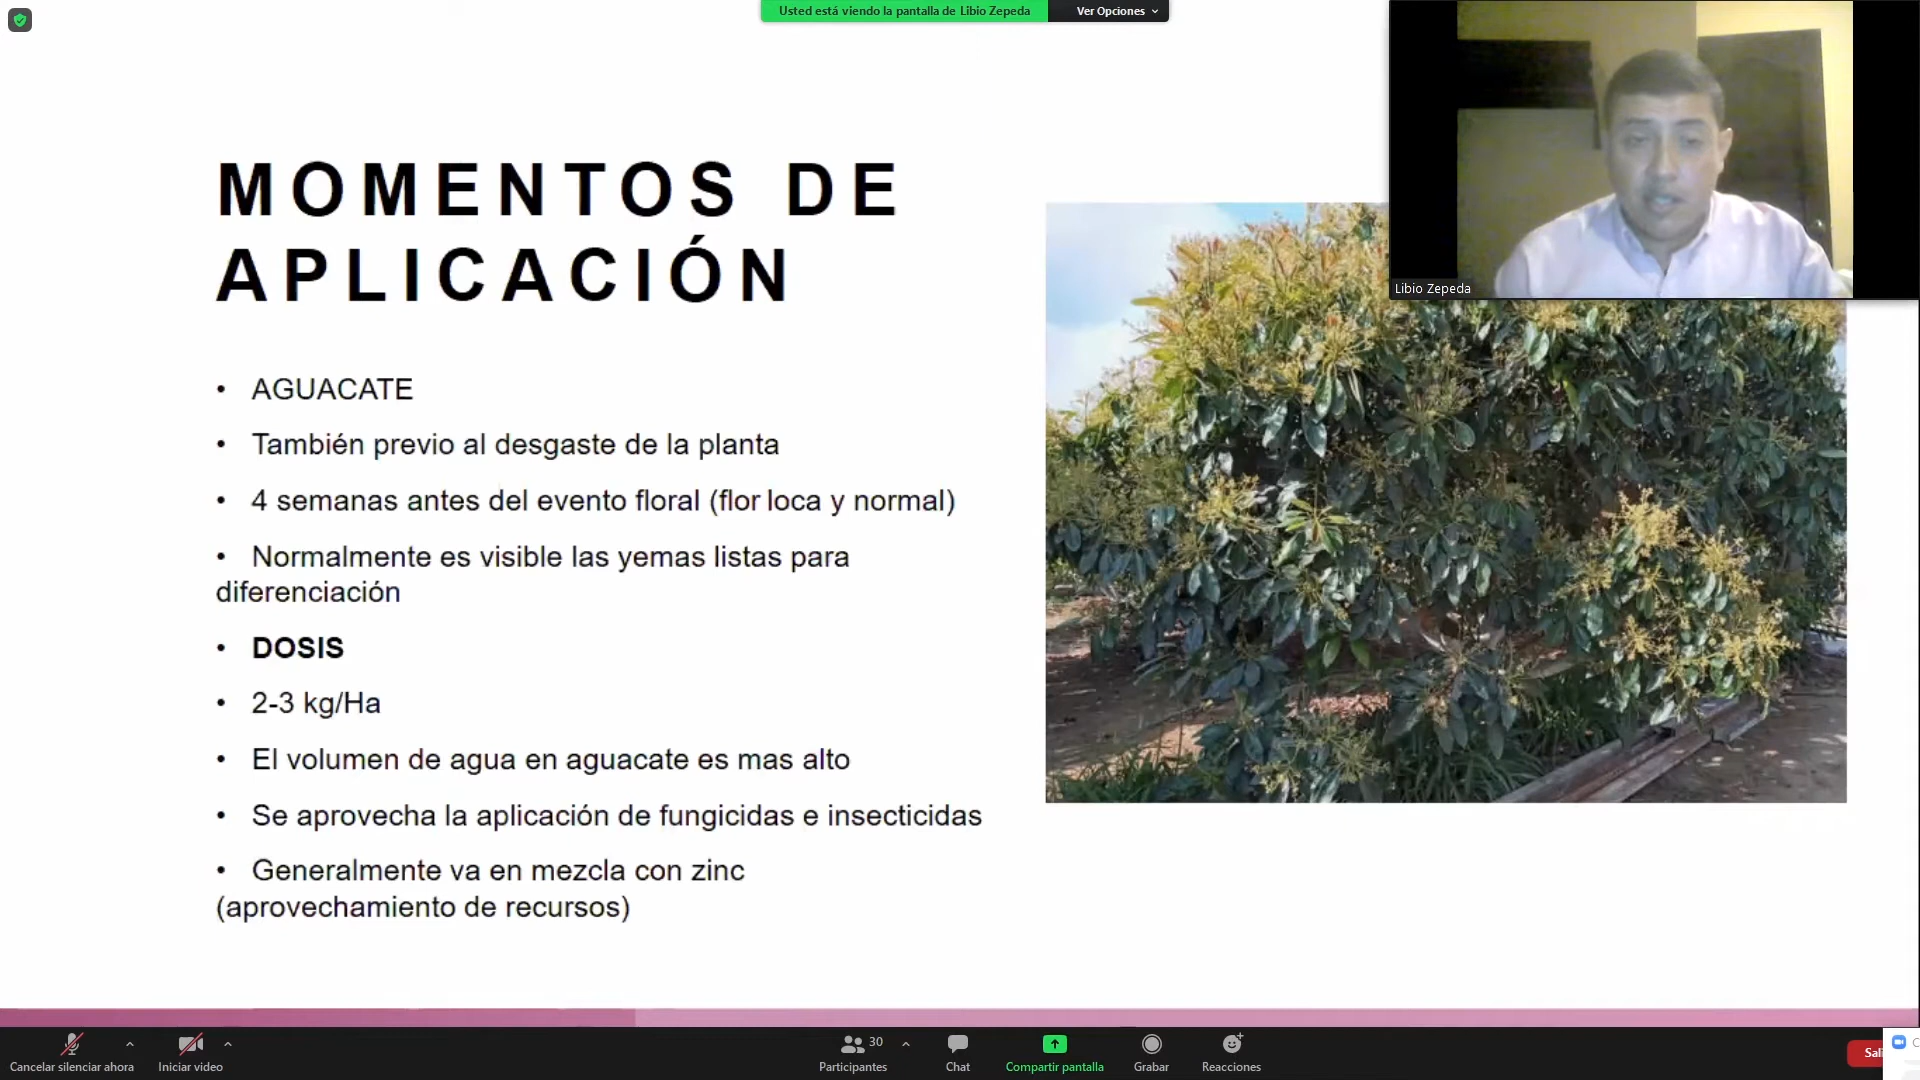 Usted está viendo la pantalla de Libio Zepeda
Ver Opciones
Libio Zepeda
MOMENTOS DE
APLICACIÓN
• AGUACATE
• También previo al desgaste de la planta
• 4 semanas antes del evento floral (flor loca y normal)
• Normalmente es visible las yemas listas para
diferenciación
• DOSIS
• 2-3 kg/Ha
• El volumen de agua en aguacate es mas alto
• Se aprovecha la aplicación de fungicidas e insecticidas
• Generalmente va en mezcla con zinc
(aprovechamiento de recursos)
Cancelar silenciar ahora
Iniciar video
Participantes
30
Chat
Compartir pantalla
Grabar
Reacciones